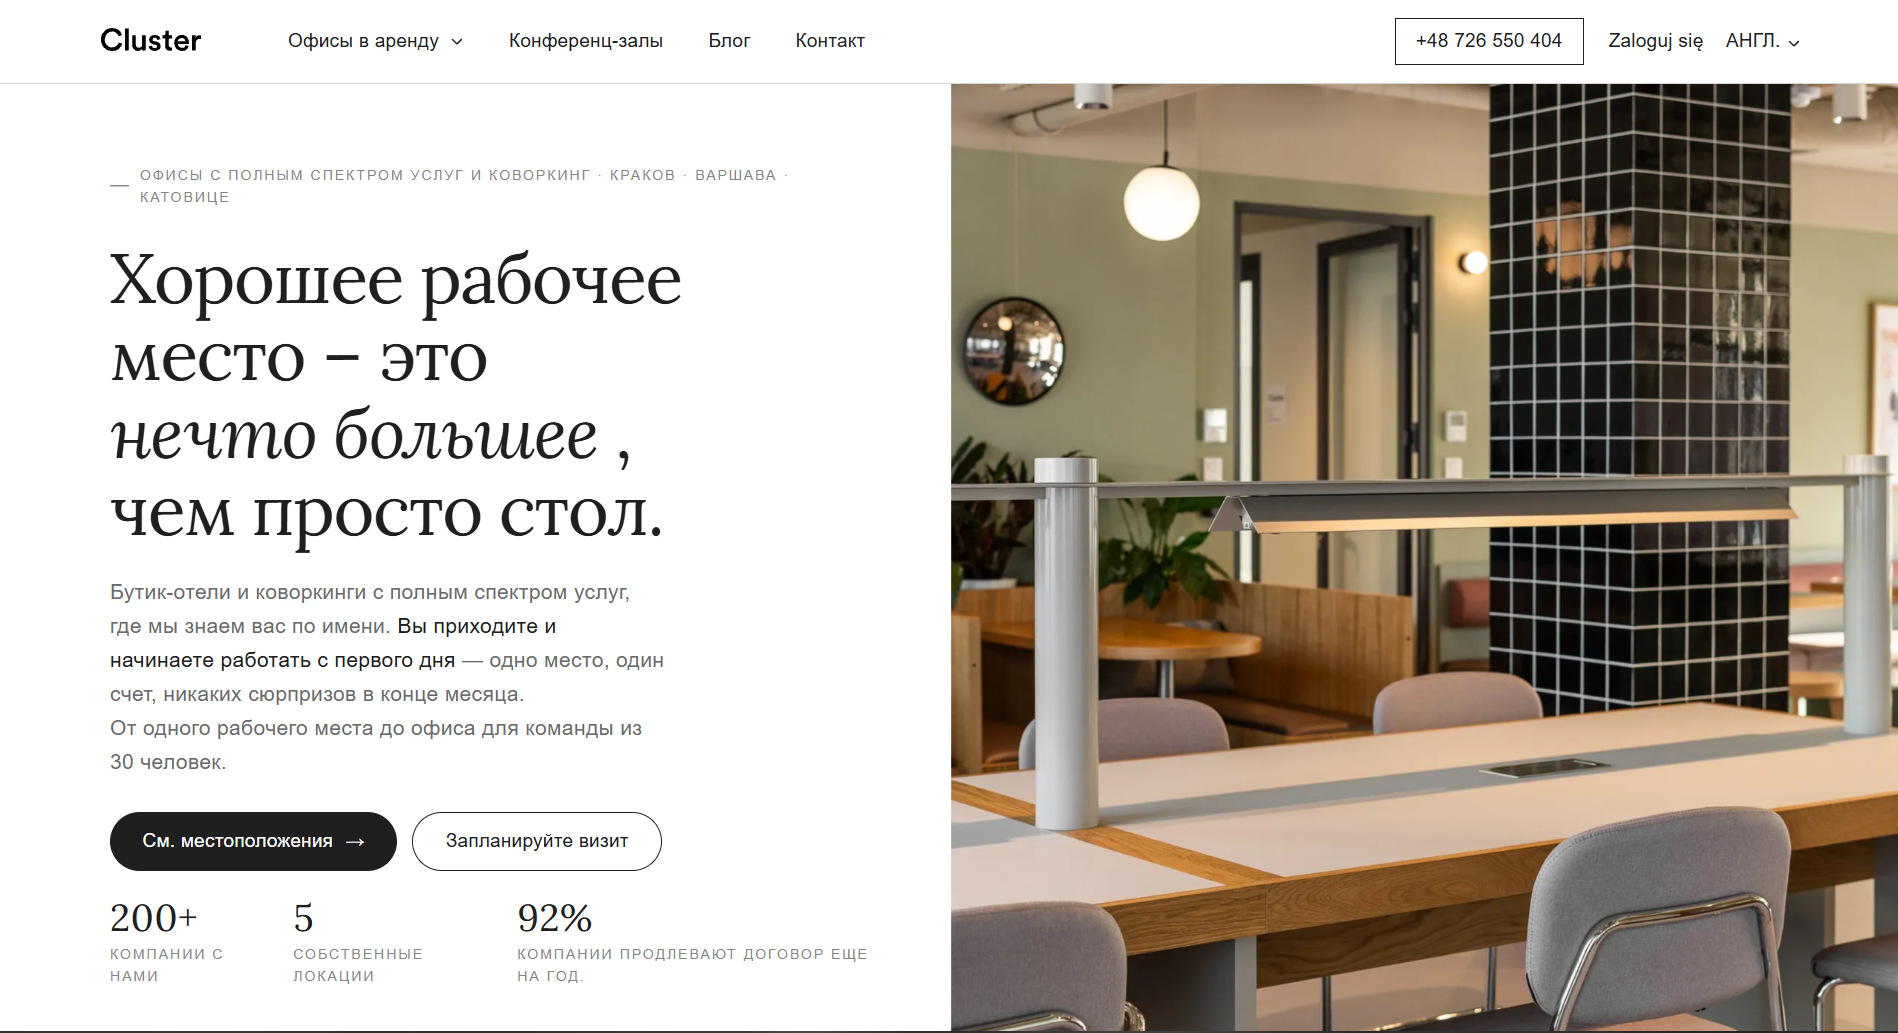 Cluster
Офисы в аренду
Конференц-залы
Блог
Контакт
+48 726 550 404
Zaloguj się
АНГЛ.
— ОФИСЫ С ПОЛНЫМ СПЕКТРОМ УСЛУГ И КОВОРКИНГ · КРАКОВ · ВАРШАВА ·
КАТОВИЦЕ
Хорошее рабочее
место – это
нечто большее ,
чем просто стол.
Бутик-отели и коворкинги с полным спектром услуг,
где мы знаем вас по имени. Вы приходите и
начинаете работать с первого дня — одно место, один
счет, никаких сюрпризов в конце месяца.
От одного рабочего места до офиса для команды из
30 человек.
См. местоположения →
Запланируйте визит
200+
КОМПАНИИ С
НАМИ
5
СОБСТВЕННЫЕ
ЛОКАЦИИ
92%
КОМПАНИИ ПРОДЛЕВАЮТ ДОГОВОР ЕЩЕ
НА ГОД.